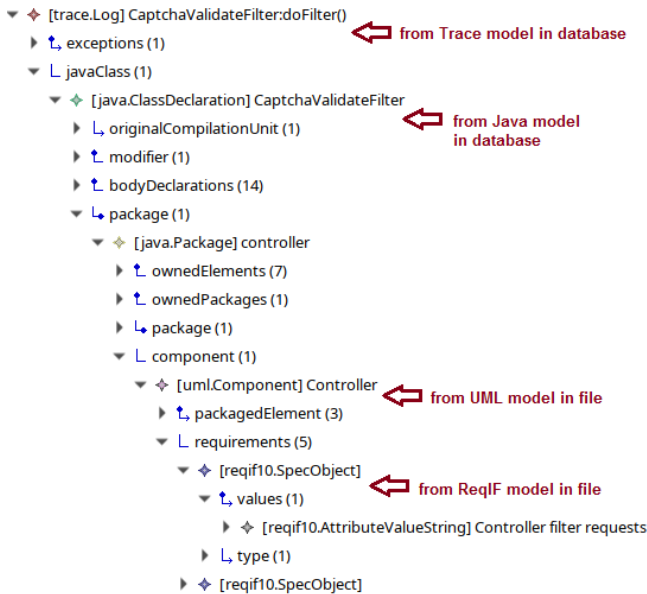 [trace.Log] CaptchaValidateFilter:doFilter()
from Trace model in database
exceptions (1)
javaClass (1)
[java.ClassDeclaration] CaptchaValidateFilter
from Java model
in database
originalCompilationUnit (1)
modifier (1)
bodyDeclarations (14)
package (1)
[java.Package] controller
ownedElements (7)
ownedPackages (1)
package (1)
component (1)
[uml.Component] Controller
from UML model in file
packagedElement (3)
requirements (5)
[reqif10.SpecObject]
from ReqIF model in file
values (1)
[reqif10.AttributeValueString] Controller filter requests
type (1)
[reqif10.SpecObject]